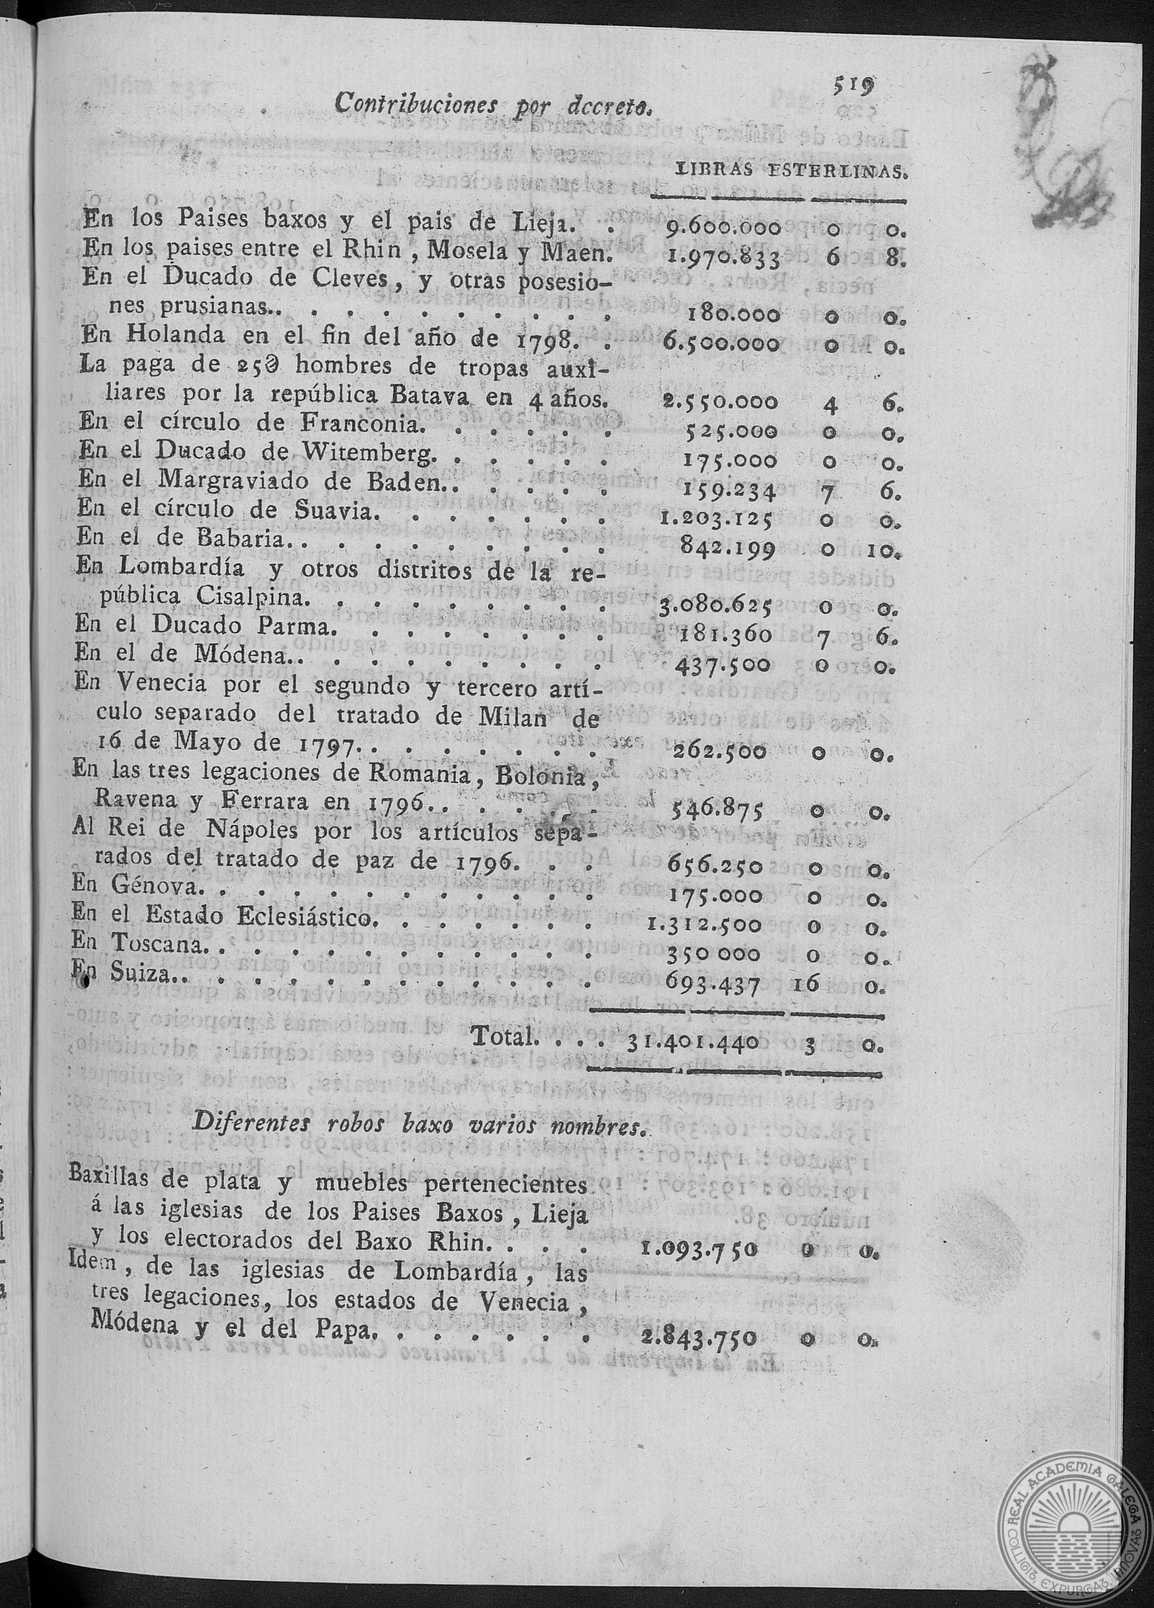 519
Contribuciones por decreto.
LIBRAS ESTERLINAS.
En los Paises baxos y el pais de Lieja. . 9.600.000 0 0.
En los paises entre el Rhin , Mosela y Maen. 1.970.833 6 8.
En el Ducado de Cleves, y otras posesio-
nes prusianas.. . . . . . . . . . 180.000 0 0.
En Holanda en el fin del año de 1798. . 6.500.000 0 0.
La paga de 25Ə hombres de tropas auxi-
liares por la república Batava en 4 años. 2.550.000 4 6.
En el círculo de Franconia. . . . . . 525.000 0 0.
En el Ducado de Witemberg. . . . . . 175.000 0 0.
En el Margraviado de Baden.. . . . . . 159.234 7 6.
En el círculo de Suavia. . . . . . . . 1.203.125 0 0.
En el de Babaria. . . . . . . . . . . 842.199 0 10.
En Lombardía y otros distritos de la re-
pública Cisalpina. . . . . . . . . . 3.080.625 0 0.
En el Ducado Parma. . . . . . . . . 181.360 7 6.
En el de Módena.. . . . . . . . . . 437.500 0 0.
En Venecia por el segundo y tercero artí-
culo separado del tratado de Milan de
16 de Mayo de 1797. . . . . . . . . 262.500 0 0.
En las tres legaciones de Romania, Bolonia,
Ravena y Ferrara en 1796. . . . . . . 546.875 0 0.
Al Rei de Nápoles por los artículos sepa-
rados del tratado de paz de 1796. . . . 656.250 0 0.
En Génova. . . . . . . . . . . . . 175.000 0 0.
En el Estado Eclesiástico. . . . . . . 1.312.500 0 0.
En Toscana. . . . . . . . . . . . . 350 000 0 0.
En Suiza.. . . . . . . . . . . . . 693.437 16 0.
Total. . . . 31.401.440 3 0.
Diferentes robos baxo varios nombres.
Baxillas de plata y muebles pertenecientes
á las iglesias de los Paises Baxos , Lieja
y los electorados del Baxo Rhin. . . . 1.093.750 0 0.
Idem , de las iglesias de Lombardía , las
tres legaciones, los estados de Venecia ,
Módena y el del Papa. . . . . . . . 2.843.750 0 0.
REAL ACADEMIA GALEGA
COLLIGIT EXPURGAT INNOVAT